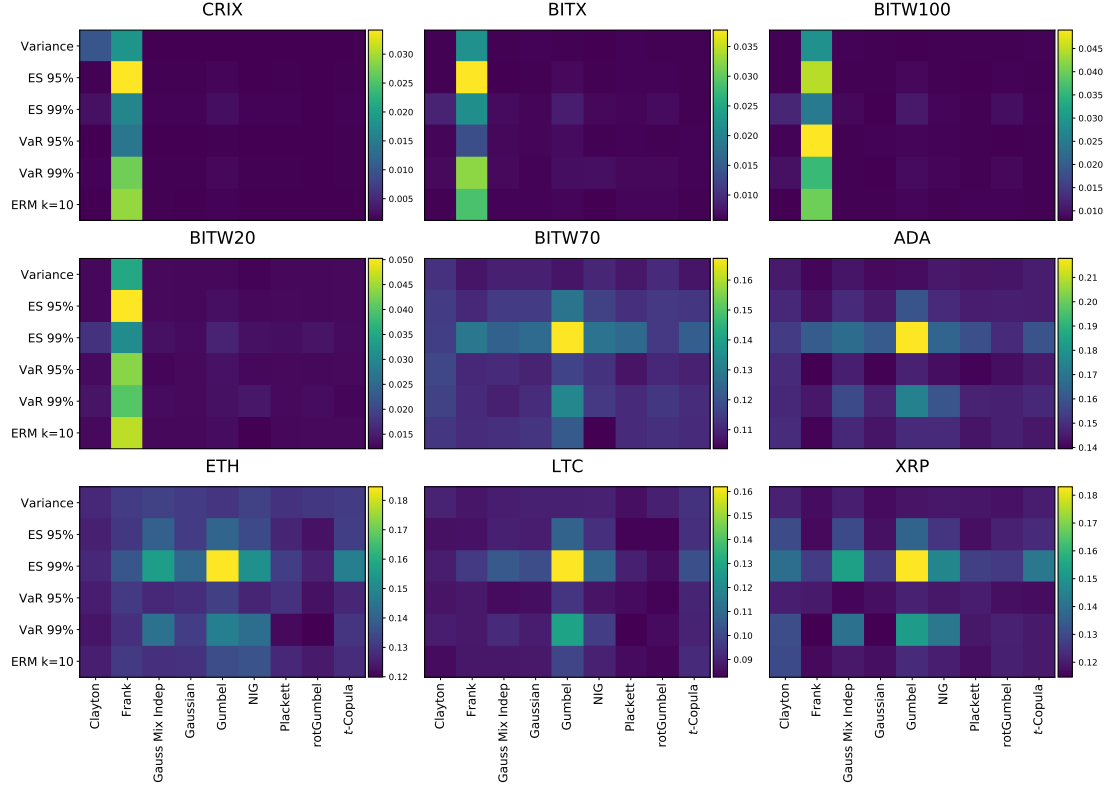 CRIX
BITX
BITW100
Variance
ES 95%
ES 99%
VaR 95%
VaR 99%
ERM k=10
0.030
0.025
0.020
0.015
0.010
0.005
0.035
0.030
0.025
0.020
0.015
0.010
0.045
0.040
0.035
0.030
0.025
0.020
0.015
0.010
BITW20
BITW70
ADA
Variance
ES 95%
ES 99%
VaR 95%
VaR 99%
ERM k=10
0.050
0.045
0.040
0.035
0.030
0.025
0.020
0.015
0.16
0.15
0.14
0.13
0.12
0.11
0.21
0.20
0.19
0.18
0.17
0.16
0.15
0.14
ETH
LTC
XRP
Variance
ES 95%
ES 99%
VaR 95%
VaR 99%
ERM k=10
0.18
0.17
0.16
0.15
0.14
0.13
0.12
0.16
0.15
0.14
0.13
0.12
0.11
0.10
0.09
0.18
0.17
0.16
0.15
0.14
0.13
0.12
Clayton
Frank
Gauss Mix Indep
Gaussian
Gumbel
NIG
Plackett
rotGumbel
t-Copula
Clayton
Frank
Gauss Mix Indep
Gaussian
Gumbel
NIG
Plackett
rotGumbel
t-Copula
Clayton
Frank
Gauss Mix Indep
Gaussian
Gumbel
NIG
Plackett
rotGumbel
t-Copula